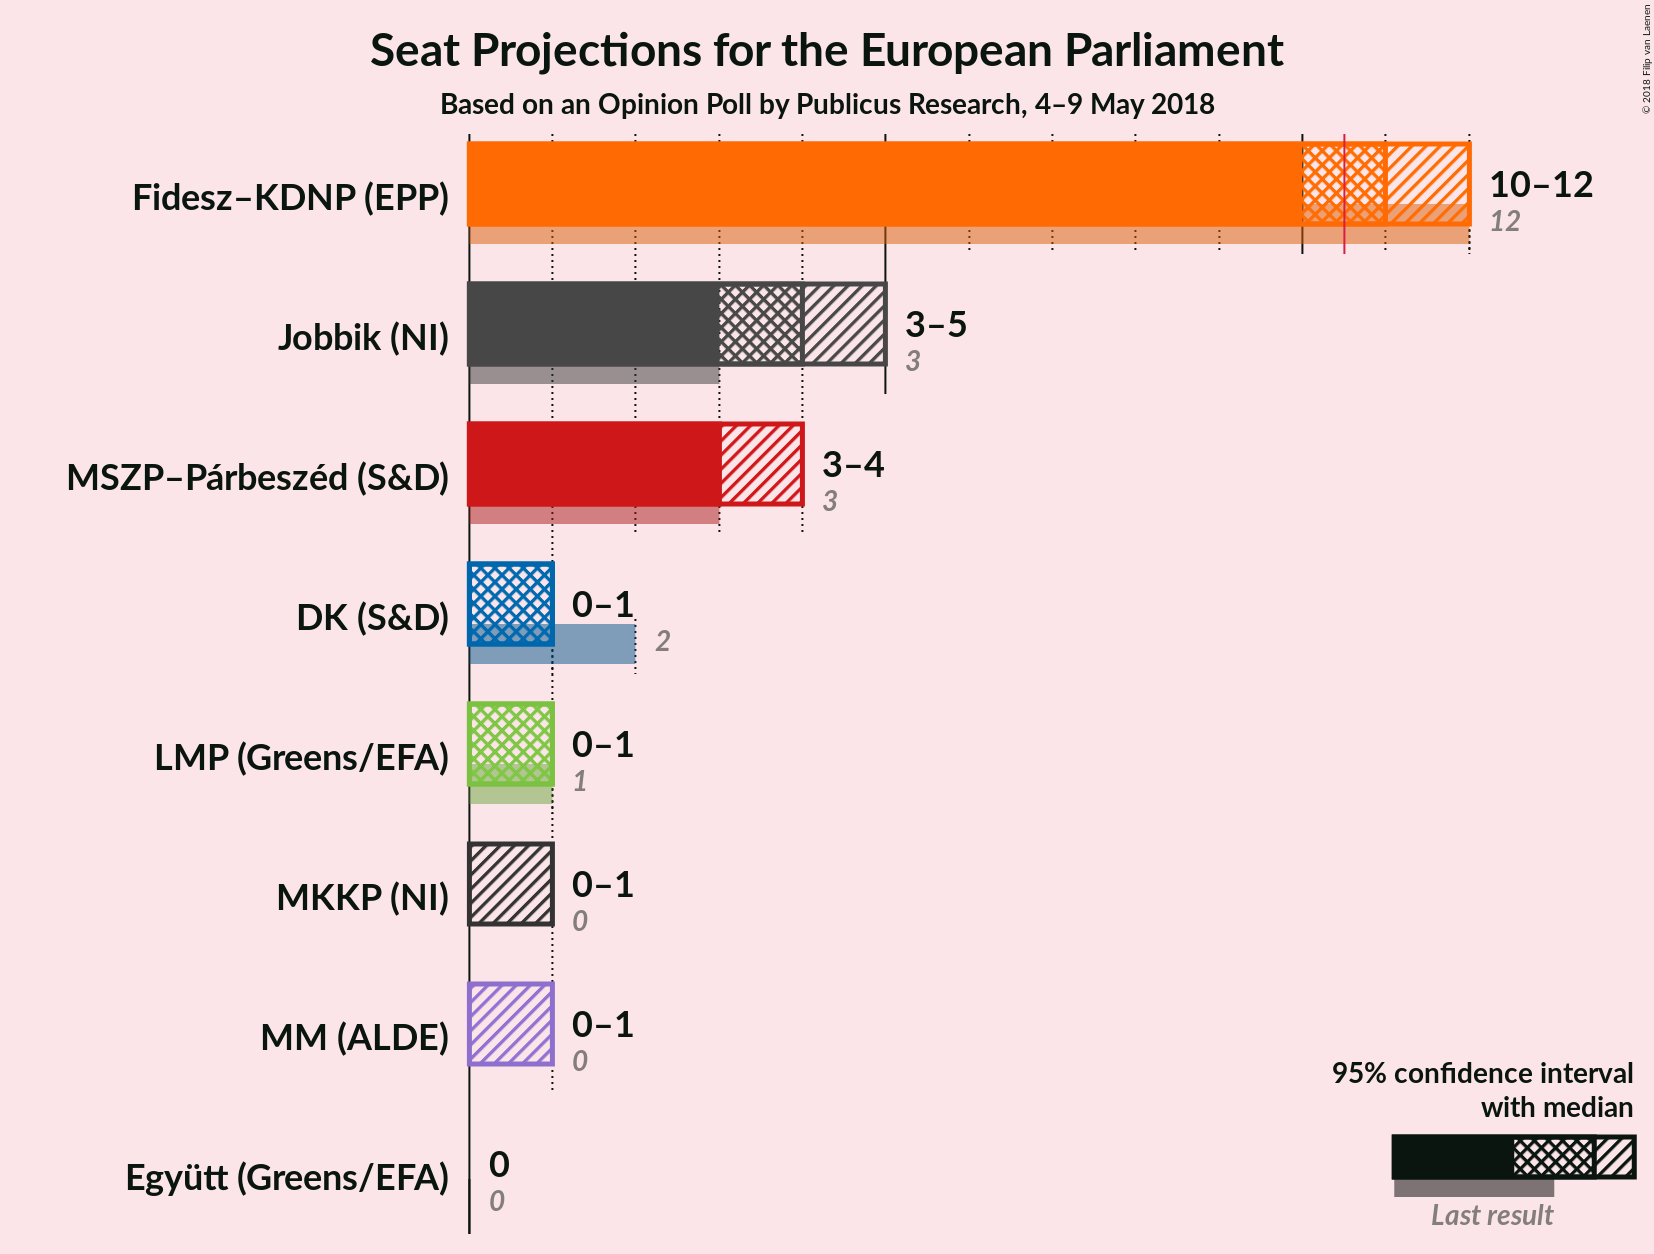 Seat Projections for the European Parliament
Based on an Opinion Poll by Publicus Research, 4–9 May 2018
© 2018 Filip van Laenen
Fidesz–KDNP (EPP)
10–12
12
Jobbik (NI)
3–5
3
MSZP–Párbeszéd (S&D)
3–4
3
DK (S&D)
0–1
2
LMP (Greens/EFA)
0–1
1
MKKP (NI)
0–1
0
MM (ALDE)
0–1
0
Együtt (Greens/EFA)
0
0
95% confidence interval
with median
Last result